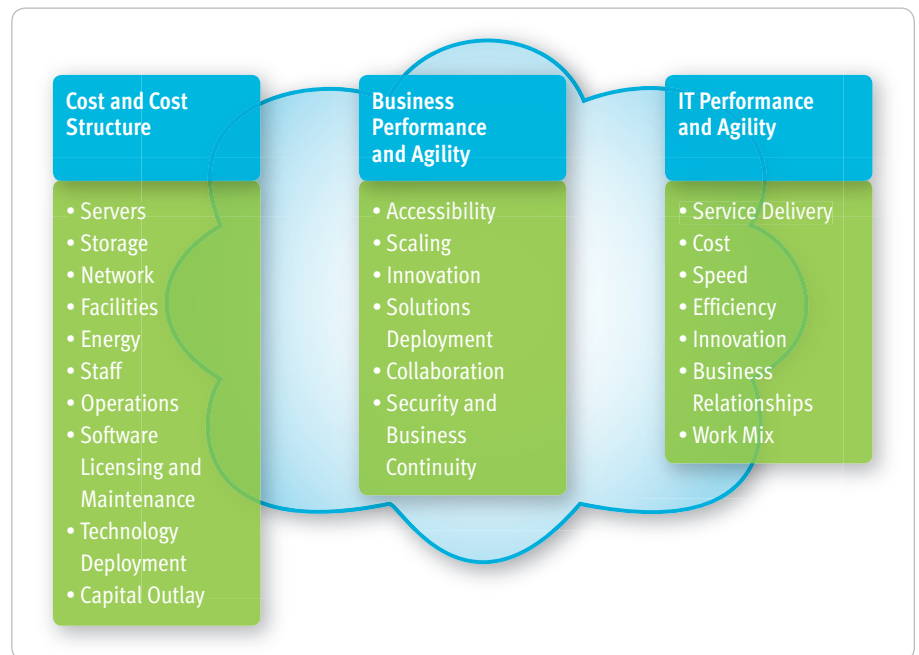 Cost and Cost
Structure
• Servers
• Storage
• Network
• Facilities
• Energy
• Staff
• Operations
• Software
Licensing and
Maintenance
• Technology
Deployment
• Capital Outlay
Business
Performance
and Agility
• Accessibility
• Scaling
• Innovation
• Solutions
Deployment
• Collaboration
• Security and
Business
Continuity
IT Performance
and Agility
• Service Delivery
• Cost
• Speed
• Efficiency
• Innovation
• Business
Relationships
• Work Mix